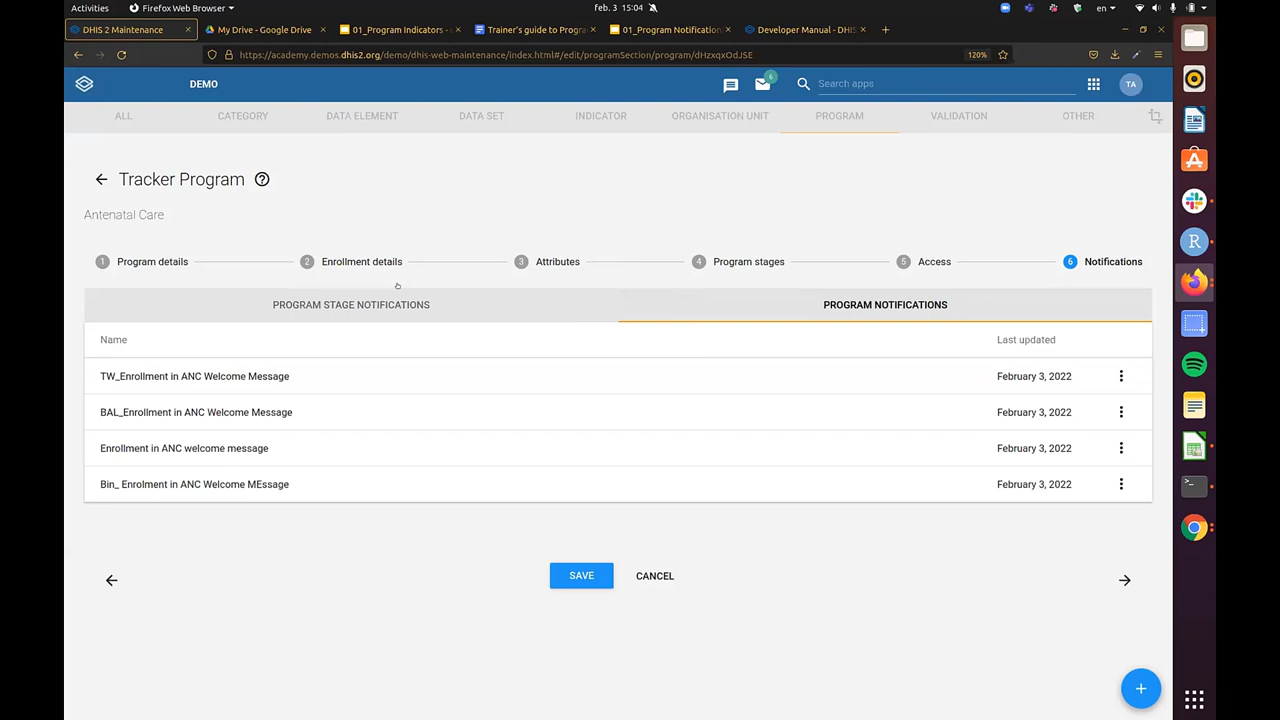 Activities
Firefox Web Browser
feb. 3 15:04
en
DHIS 2 Maintenance
My Drive - Google Drive
01_Program Indicators -
Trainer's guide to Progra
01_Program Notification
Developer Manual - DHIS
https://academy.demos.dhis2.org/demo/dhis-web-maintenance/index.html#/edit/programSection/program/dHzxqxOdJSE
120%
DEMO
6
Search apps
TA
ALL
CATEGORY
DATA ELEMENT
DATA SET
INDICATOR
ORGANISATION UNIT
PROGRAM
VALIDATION
OTHER
Tracker Program
Antenatal Care
1 Program details
2 Enrollment details
3 Attributes
4 Program stages
5 Access
6 Notifications
PROGRAM STAGE NOTIFICATIONS
PROGRAM NOTIFICATIONS
Name
Last updated
TW_Enrollment in ANC Welcome Message
February 3, 2022
BAL_Enrollment in ANC Welcome Message
February 3, 2022
Enrollment in ANC welcome message
February 3, 2022
Bin_ Enrolment in ANC Welcome MEssage
February 3, 2022
SAVE
CANCEL